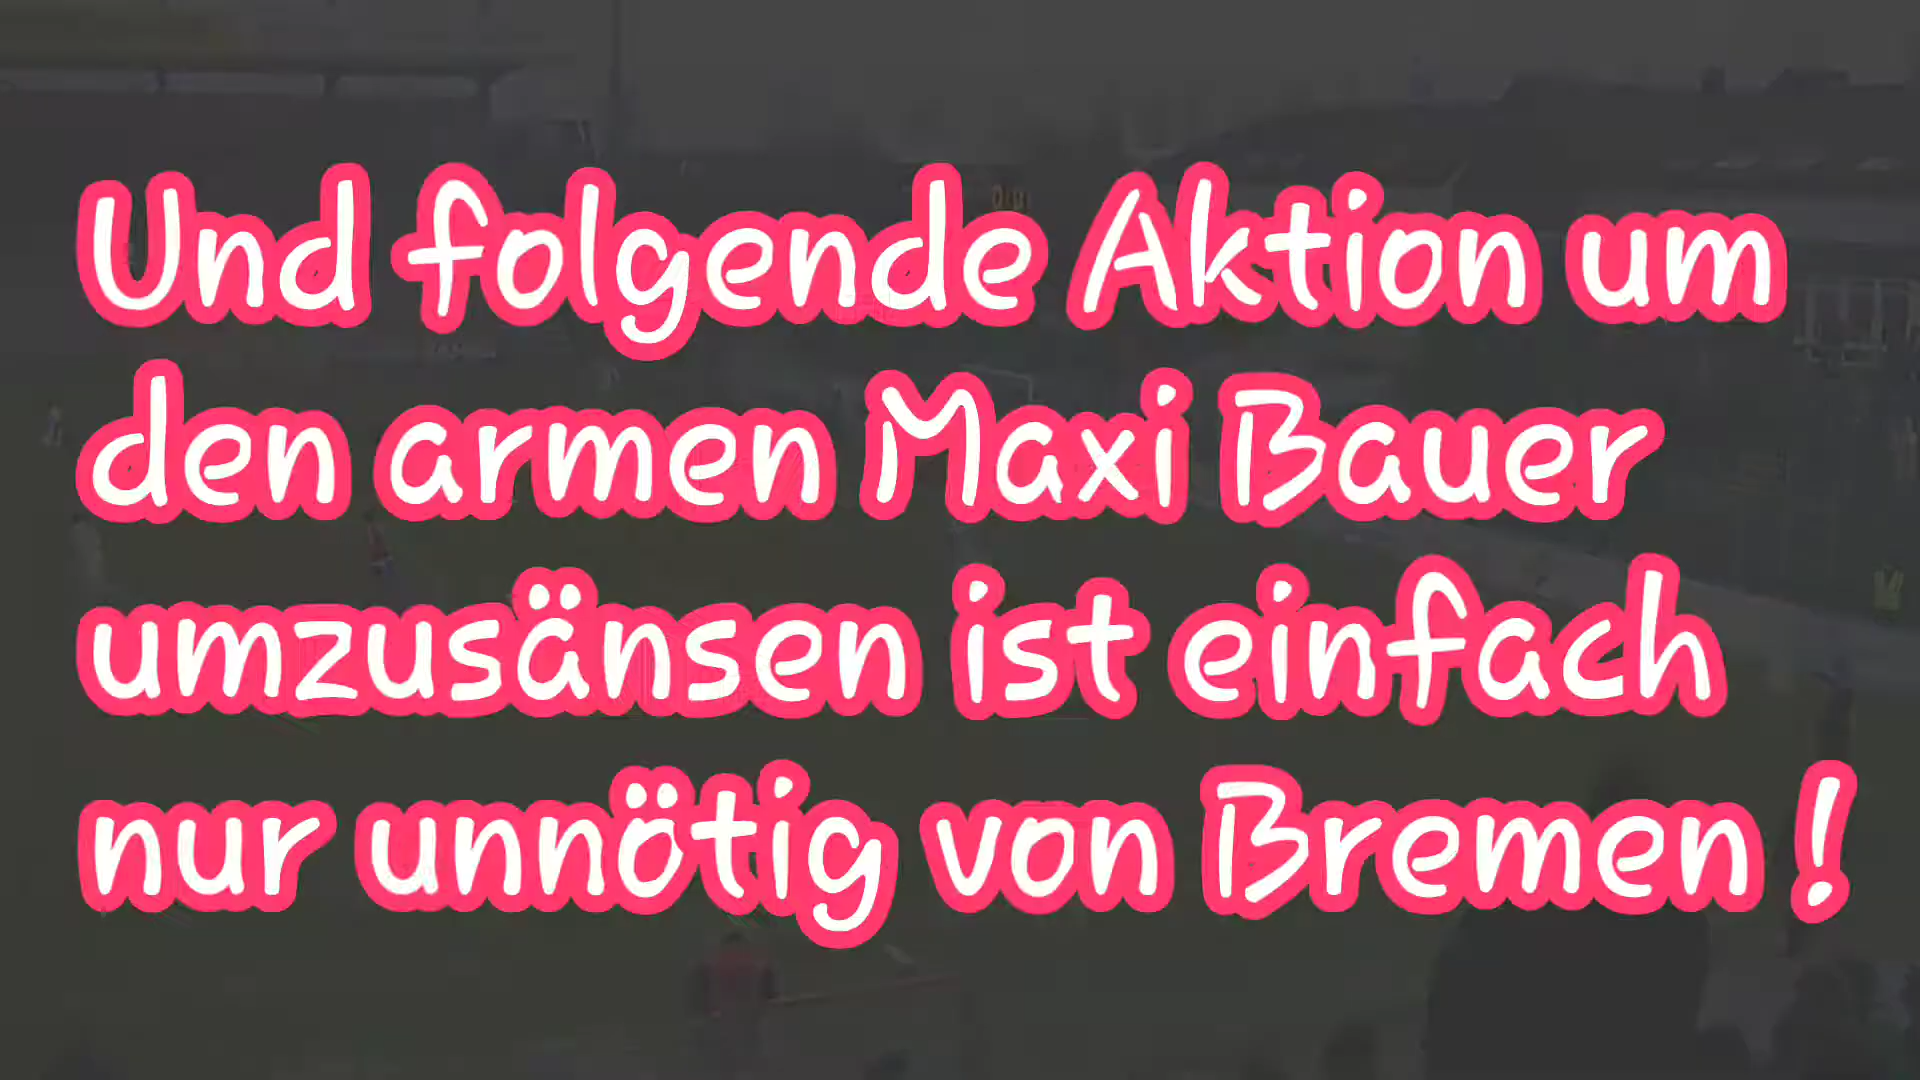 Und folgende Aktion um
den armen Maxi Bauer
umzusänsen ist einfach
nur unnötig von Bremen !